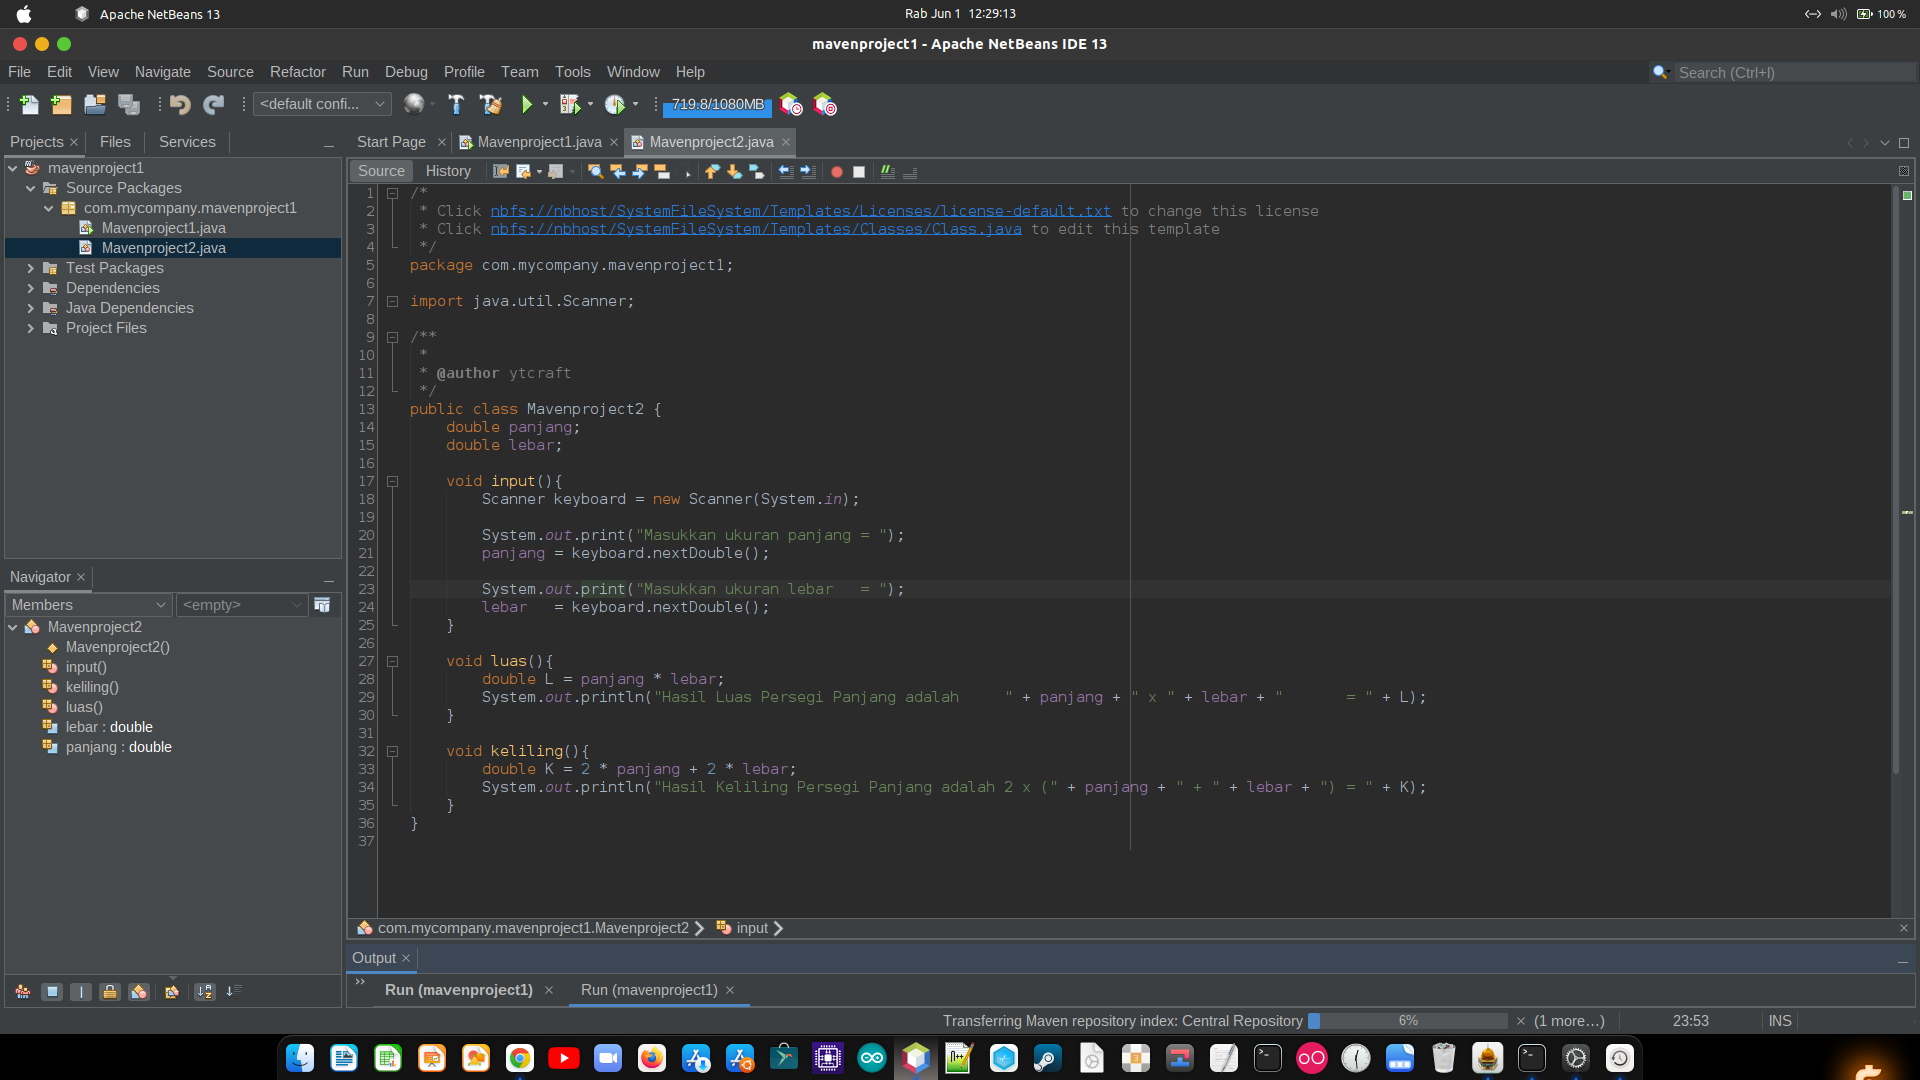 Apache NetBeans 13
Rab Jun 1 12:29:13
100 %
mavenproject1 - Apache NetBeans IDE 13
File Edit View Navigate Source Refactor Run Debug Profile Team Tools Window Help
Search (Ctrl+I)
<default confi...
719.8/1080MB
Projects Files Services
Start Page Mavenproject1.java Mavenproject2.java
Source History
mavenproject1
Source Packages
com.mycompany.mavenproject1
Mavenproject1.java
Mavenproject2.java
Test Packages
Dependencies
Java Dependencies
Project Files
Navigator
Members <empty>
Mavenproject2
Mavenproject2()
input()
keliling()
luas()
lebar : double
panjang : double
1 /*
2 * Click nbfs://nbhost/SystemFileSystem/Templates/Licenses/license-default.txt to change this license
3 * Click nbfs://nbhost/SystemFileSystem/Templates/Classes/Class.java to edit this template
4 */
5 package com.mycompany.mavenproject1;
6
7 import java.util.Scanner;
8
9 /**
10 *
11 * @author ytcraft
12 */
13 public class Mavenproject2 {
14 double panjang;
15 double lebar;
16
17 void input(){
18 Scanner keyboard = new Scanner(System.in);
19
20 System.out.print("Masukkan ukuran panjang = ");
21 panjang = keyboard.nextDouble();
22
23 System.out.print("Masukkan ukuran lebar   = ");
24 lebar   = keyboard.nextDouble();
25 }
26
27 void luas(){
28 double L = panjang * lebar;
29 System.out.println("Hasil Luas Persegi Panjang adalah     " + panjang + " x " + lebar + "       = " + L);
30 }
31
32 void keliling(){
33 double K = 2 * panjang + 2 * lebar;
34 System.out.println("Hasil Keliling Persegi Panjang adalah 2 x (" + panjang + " + " + lebar + ") = " + K);
35 }
36 }
37
com.mycompany.mavenproject1.Mavenproject2 input
Output
Run (mavenproject1) Run (mavenproject1)
Transferring Maven repository index: Central Repository 6% (1 more...) 23:53 INS